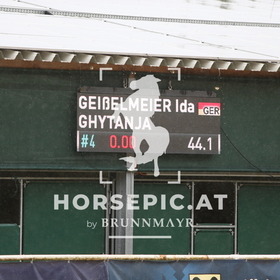 GEIßELMEIER Ida GER
GHYTANJA
#4 0.00 44.1
HORSEPIC.AT
by BRUNNMAYR